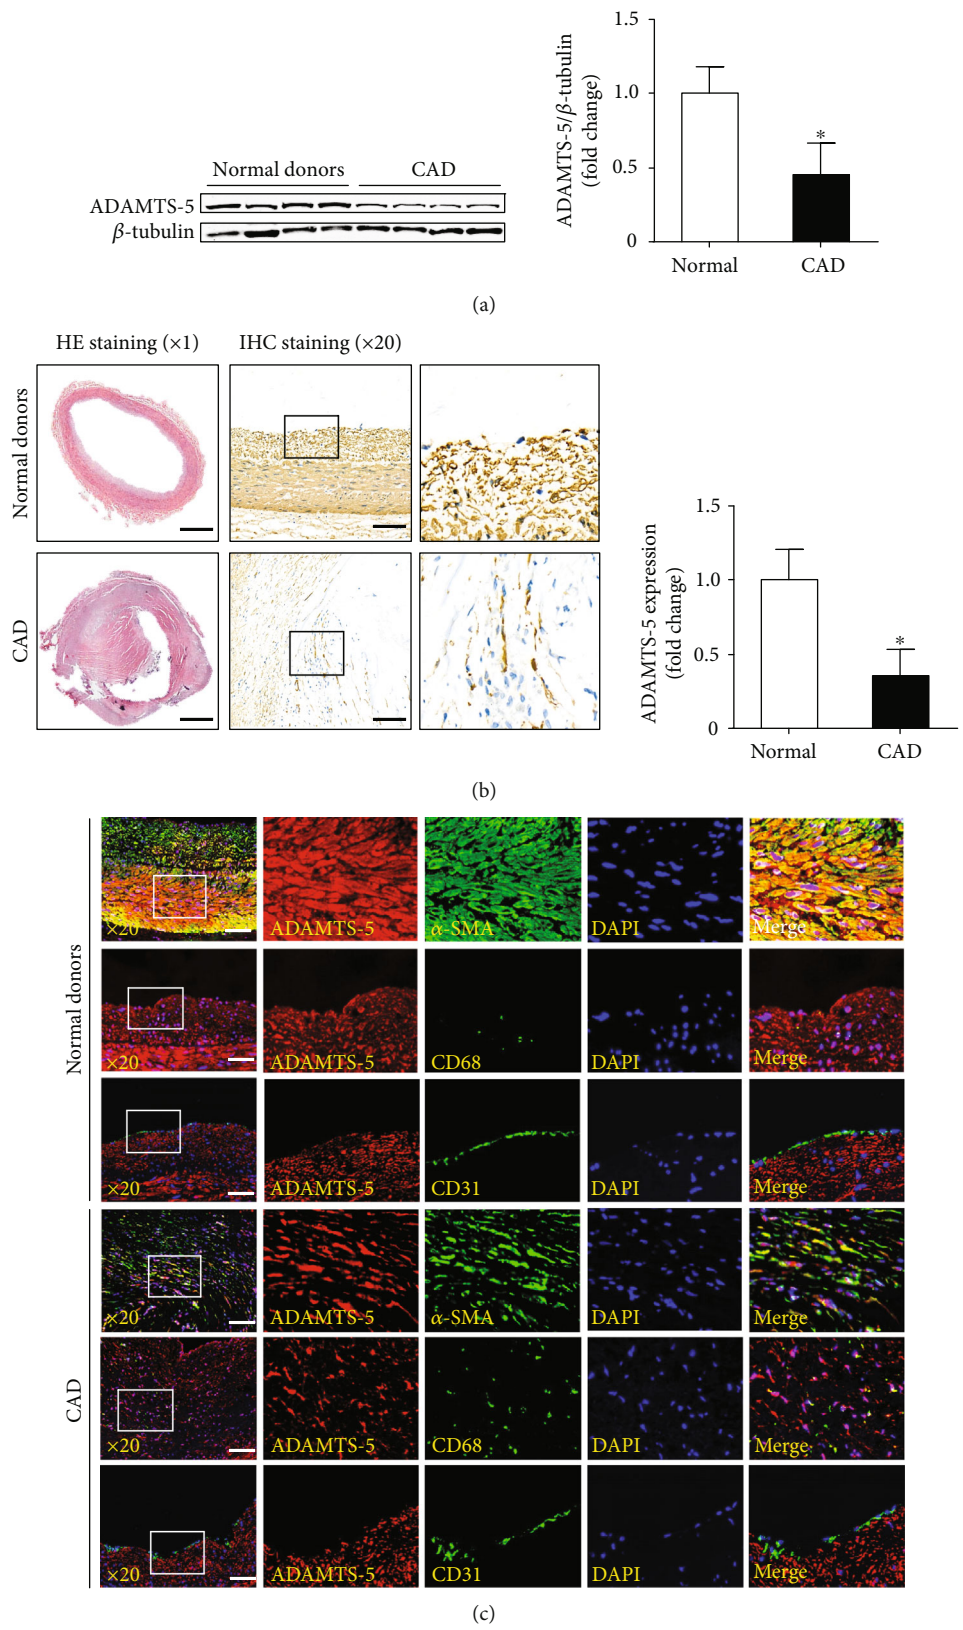 Normal donors CAD
ADAMTS-5
β-tubulin
ADAMTS-5/β-tubulin
(fold change)
1.5
1.0
0.5
0
*
Normal CAD
(a)
HE staining (×1) IHC staining (×20)
Normal donors
CAD
ADAMTS-5 expression
(fold change)
1.5
1.0
0.5
0
*
Normal CAD
(b)
Normal donors
×20 ADAMTS-5 α-SMA DAPI Merge
×20 ADAMTS-5 CD68 DAPI Merge
×20 ADAMTS-5 CD31 DAPI Merge
CAD
×20 ADAMTS-5 α-SMA DAPI Merge
×20 ADAMTS-5 CD68 DAPI Merge
×20 ADAMTS-5 CD31 DAPI Merge
(c)